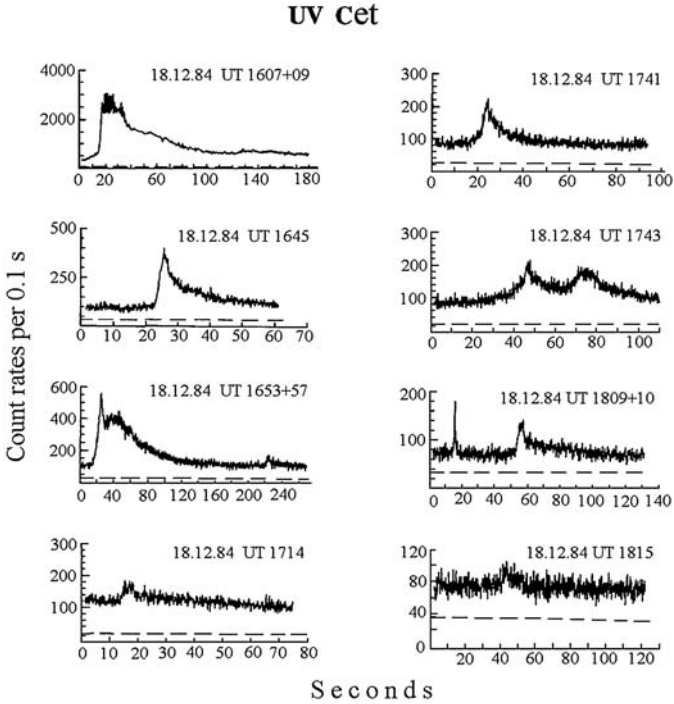 UV Cet
18.12.84 UT 1607+09
4000
2000
0
0 20 60 100 140 180
18.12.84 UT 1741
300
200
100
0 20 40 60 80 100
18.12.84 UT 1645
500
250
0 10 20 30 40 50 60 70
18.12.84 UT 1743
300
200
100
0 20 40 60 80 100
18.12.84 UT 1653+57
600
400
200
0 40 80 120 160 200 240
18.12.84 UT 1809+10
200
100
0 20 40 60 80 100 120 140
18.12.84 UT 1714
300
200
100
0 10 20 30 40 50 60 70 80
18.12.84 UT 1815
120
80
40
0
20 40 60 80 100 120
Count rates per 0.1 s
Seconds